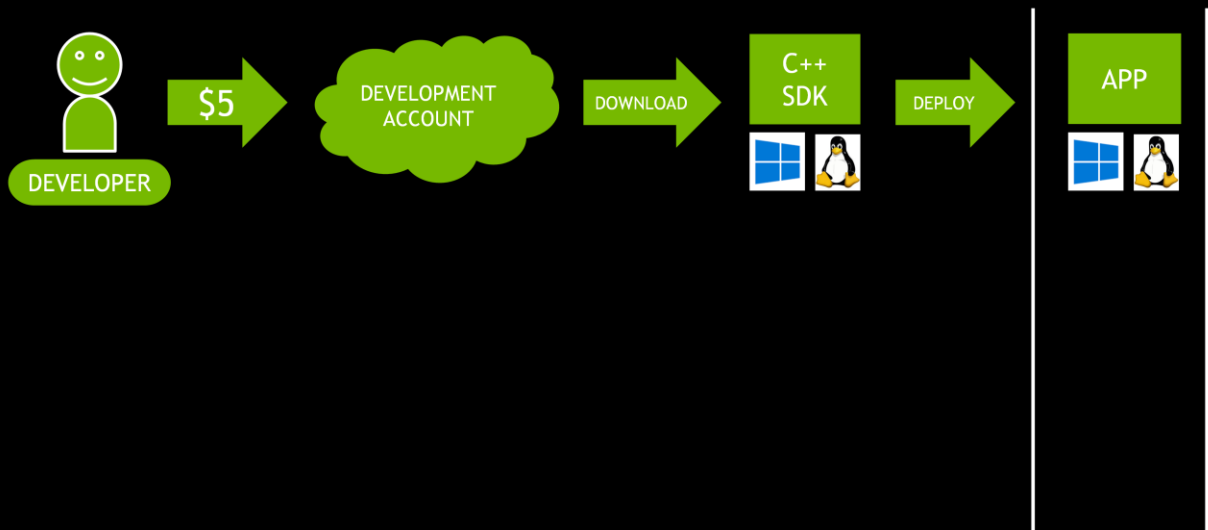 $5
DEVELOPMENT
ACCOUNT
DOWNLOAD
C++
SDK
DEPLOY
APP
DEVELOPER